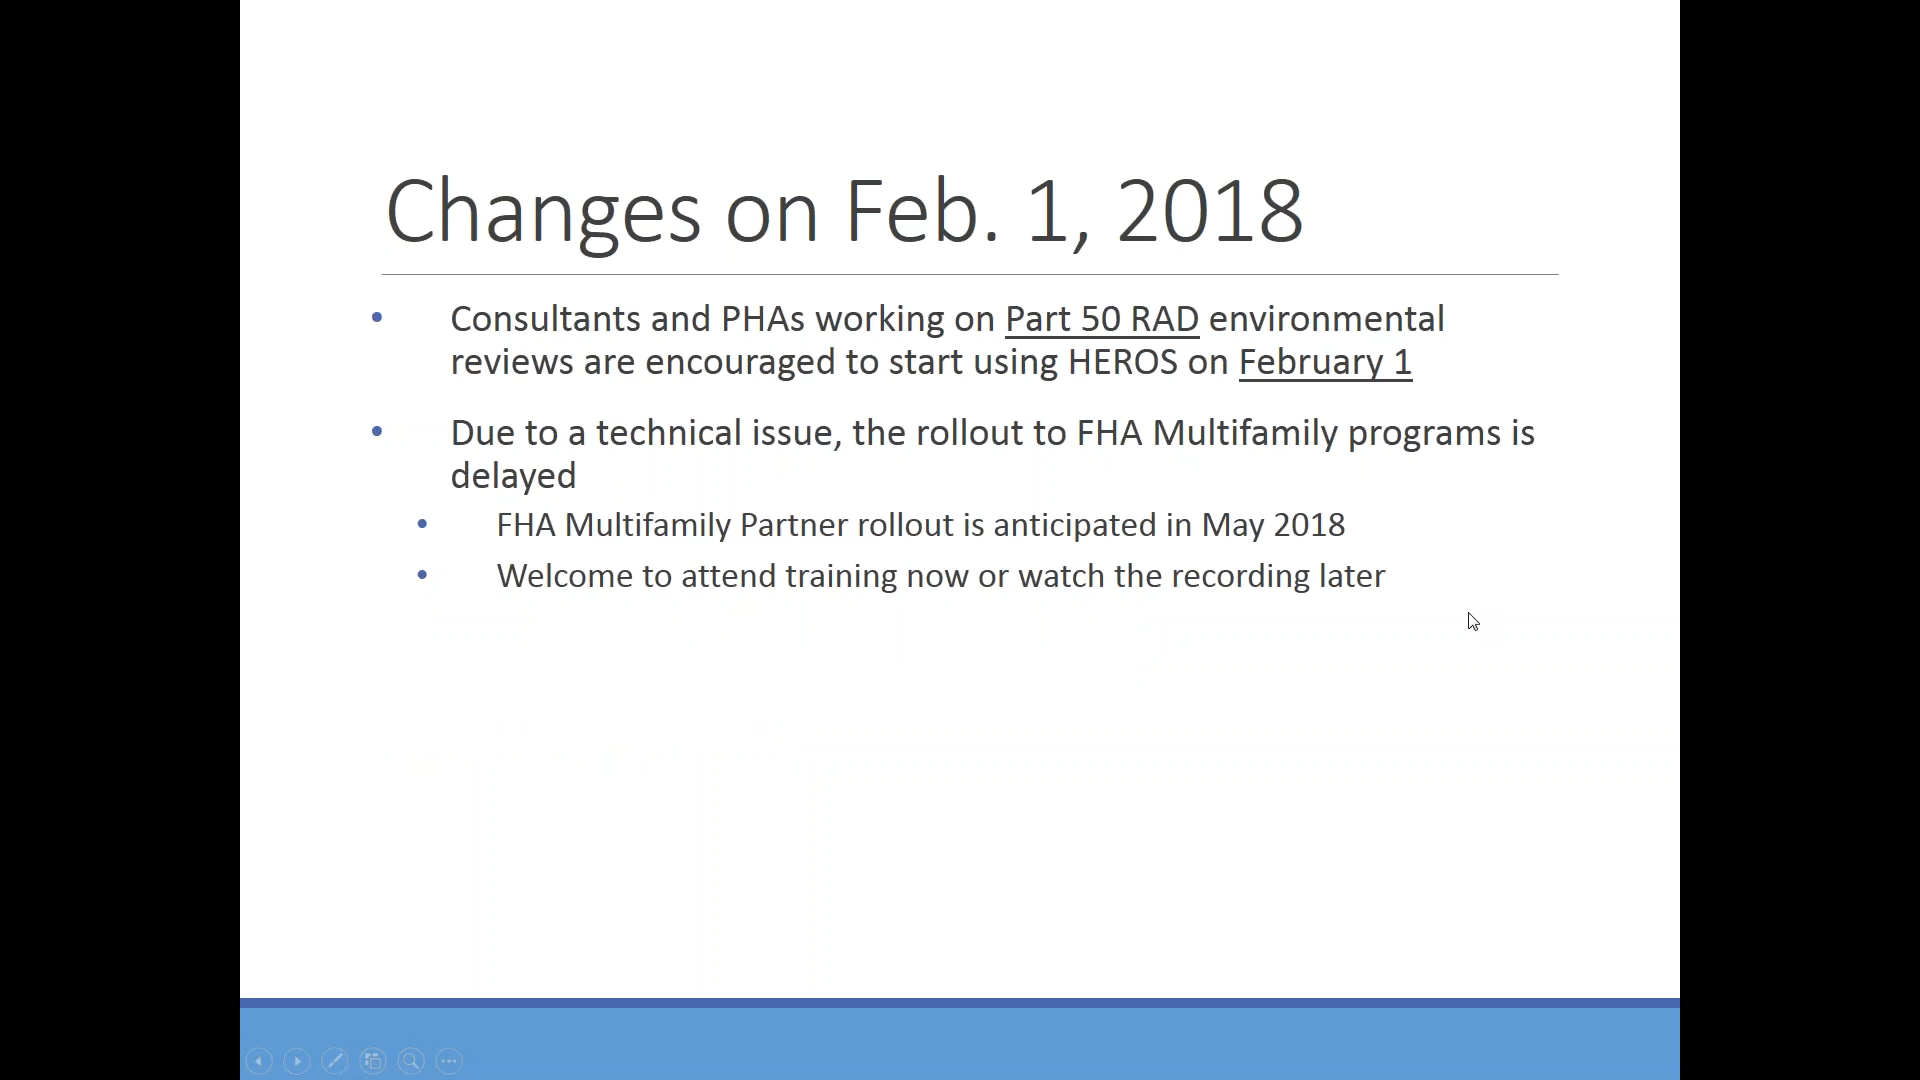 Changes on Feb. 1, 2018
• Consultants and PHAs working on Part 50 RAD environmental
reviews are encouraged to start using HEROS on February 1
• Due to a technical issue, the rollout to FHA Multifamily programs is
delayed
• FHA Multifamily Partner rollout is anticipated in May 2018
• Welcome to attend training now or watch the recording later